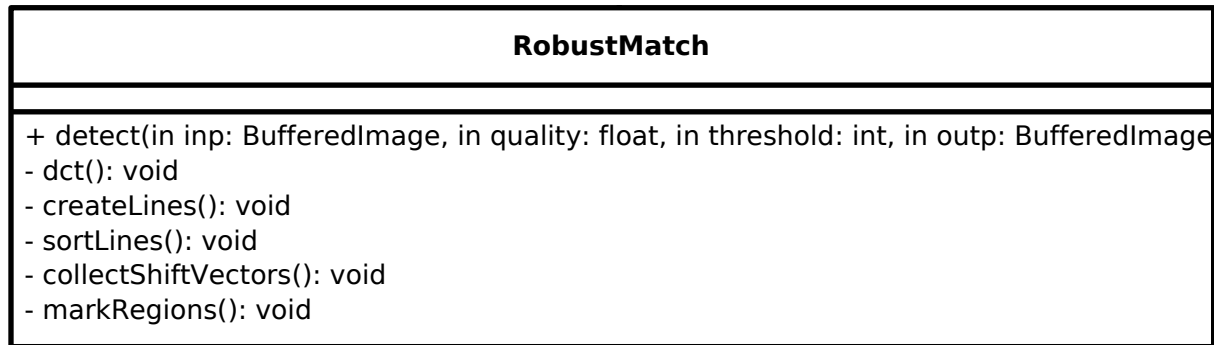 RobustMatch
+ detect(in inp: BufferedImage, in quality: float, in threshold: int, in outp: BufferedImage
- dct(): void
- createLines(): void
- sortLines(): void
- collectShiftVectors(): void
- markRegions(): void